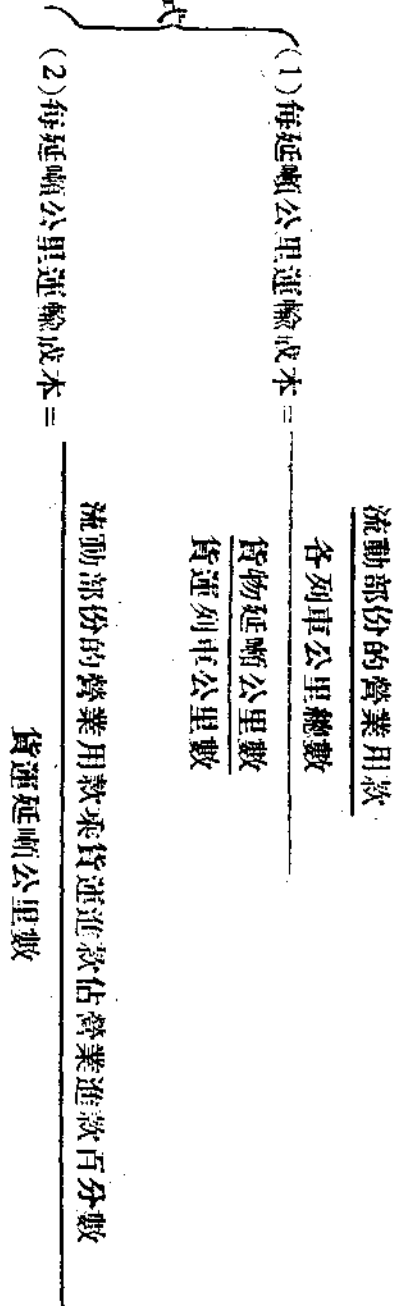 式
流動部份的營業用款
各列車公里總數
(1)每延噸公里運輸成本=
貨物延噸公里數
貨運列車公里數
流動部份的營業用款乘貨運進款佔營業進款百分數
(2)每延噸公里運輸成本=
貨運延噸公里數